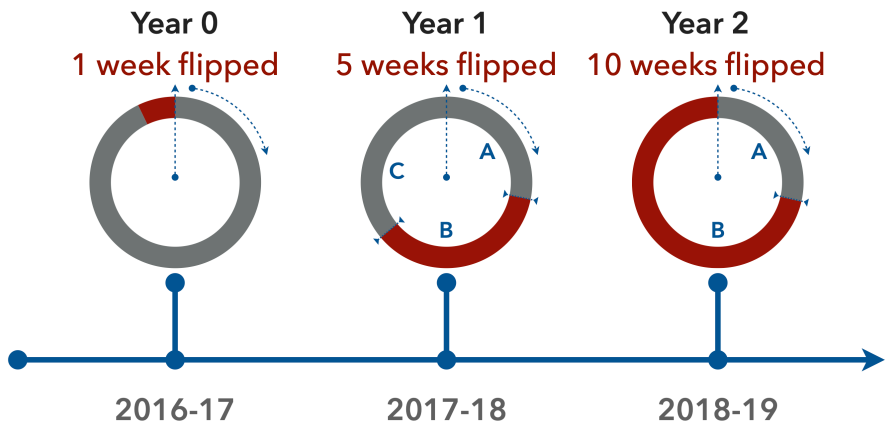 Year 0
1 week flipped
Year 1
5 weeks flipped
Year 2
10 weeks flipped
A
C
B
A
B
2016-17
2017-18
2018-19